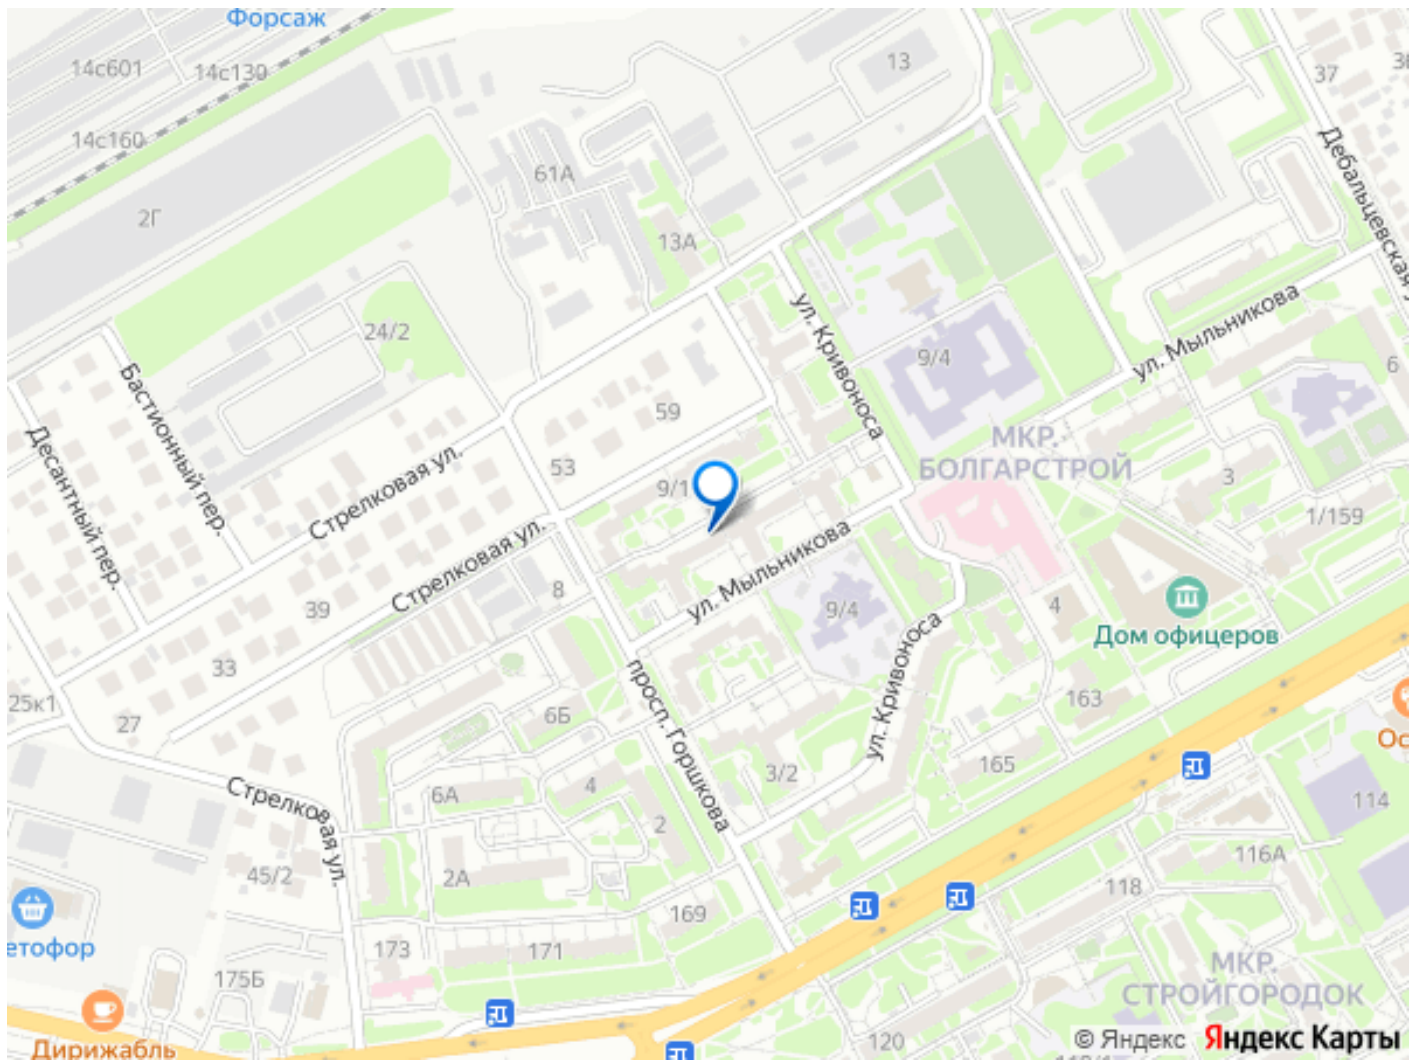 Форсаж
14с601
14с130
13
37
14с160
61А
2Г
13А
Дебальцевская
24/2
ул. Кривоноса
ул. Мыльникова
9/4
6
Бастионный пер.
59
МКР.
БОЛГАРСТРОЙ
Десантный пер.
Стрелковая ул.
53
9/1
3
1/159
Стрелковая ул.
ул. Мыльникова
8
39
9/4
4
Дом офицеров
33
ул. Кривоноса
25к1
27
6Б
просп. Горшкова
163
3/2
165
Стрелковая ул.
6А
4
2
114
116А
45/2
2А
118
169
етофор
173
171
175Б
МКР.
СТРОЙГОРОДОК
Дирижабль
120
© Яндекс Яндекс Карты